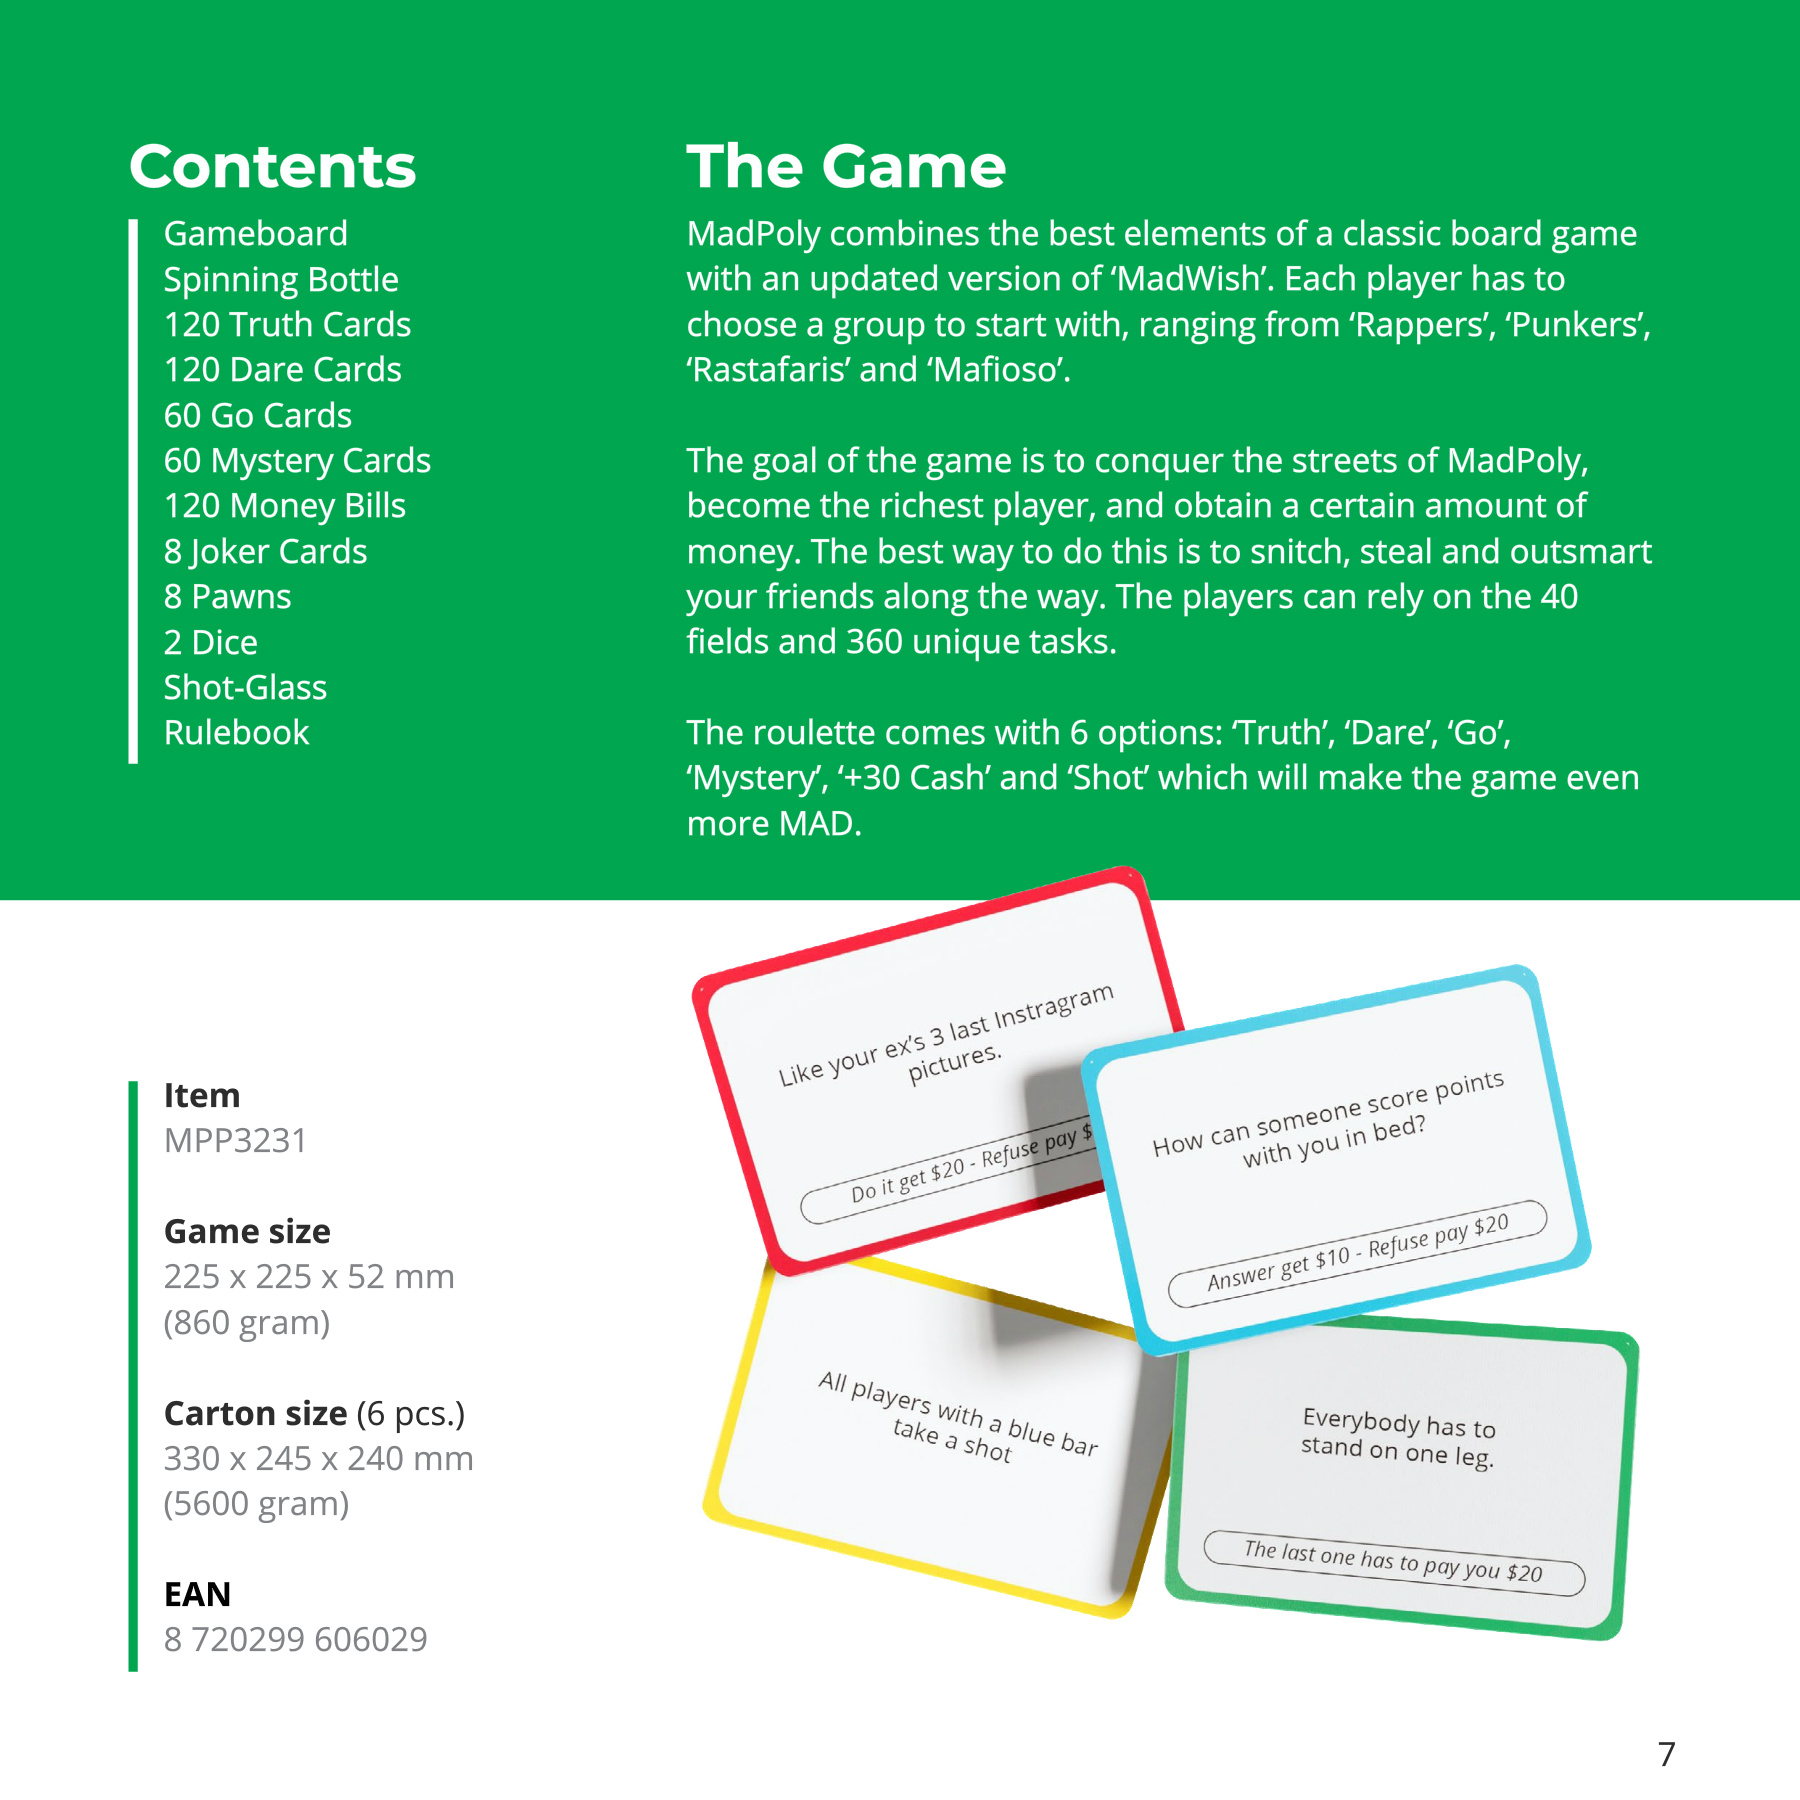 Contents
Gameboard
Spinning Bottle
120 Truth Cards
120 Dare Cards
60 Go Cards
60 Mystery Cards
120 Money Bills
8 Joker Cards
8 Pawns
2 Dice
Shot-Glass
Rulebook
The Game
MadPoly combines the best elements of a classic board game
with an updated version of ‘MadWish’. Each player has to
choose a group to start with, ranging from ‘Rappers’, ‘Punkers’,
‘Rastafaris’ and ‘Mafioso’.
The goal of the game is to conquer the streets of MadPoly,
become the richest player, and obtain a certain amount of
money. The best way to do this is to snitch, steal and outsmart
your friends along the way. The players can rely on the 40
fields and 360 unique tasks.
The roulette comes with 6 options: ‘Truth’, ‘Dare’, ‘Go’,
‘Mystery’, ‘+30 Cash’ and ‘Shot’ which will make the game even
more MAD.
Item
MPP3231
Game size
225 x 225 x 52 mm
(860 gram)
Carton size (6 pcs.)
330 x 245 x 240 mm
(5600 gram)
EAN
8 720299 606029
Like your ex’s 3 last Instragram
pictures.
Do it get $20 - Refuse pay $
How can someone score points
with you in bed?
Answer get $10 - Refuse pay $20
All players with a blue bar
take a shot
Everybody has to
stand on one leg.
The last one has to pay you $20
7